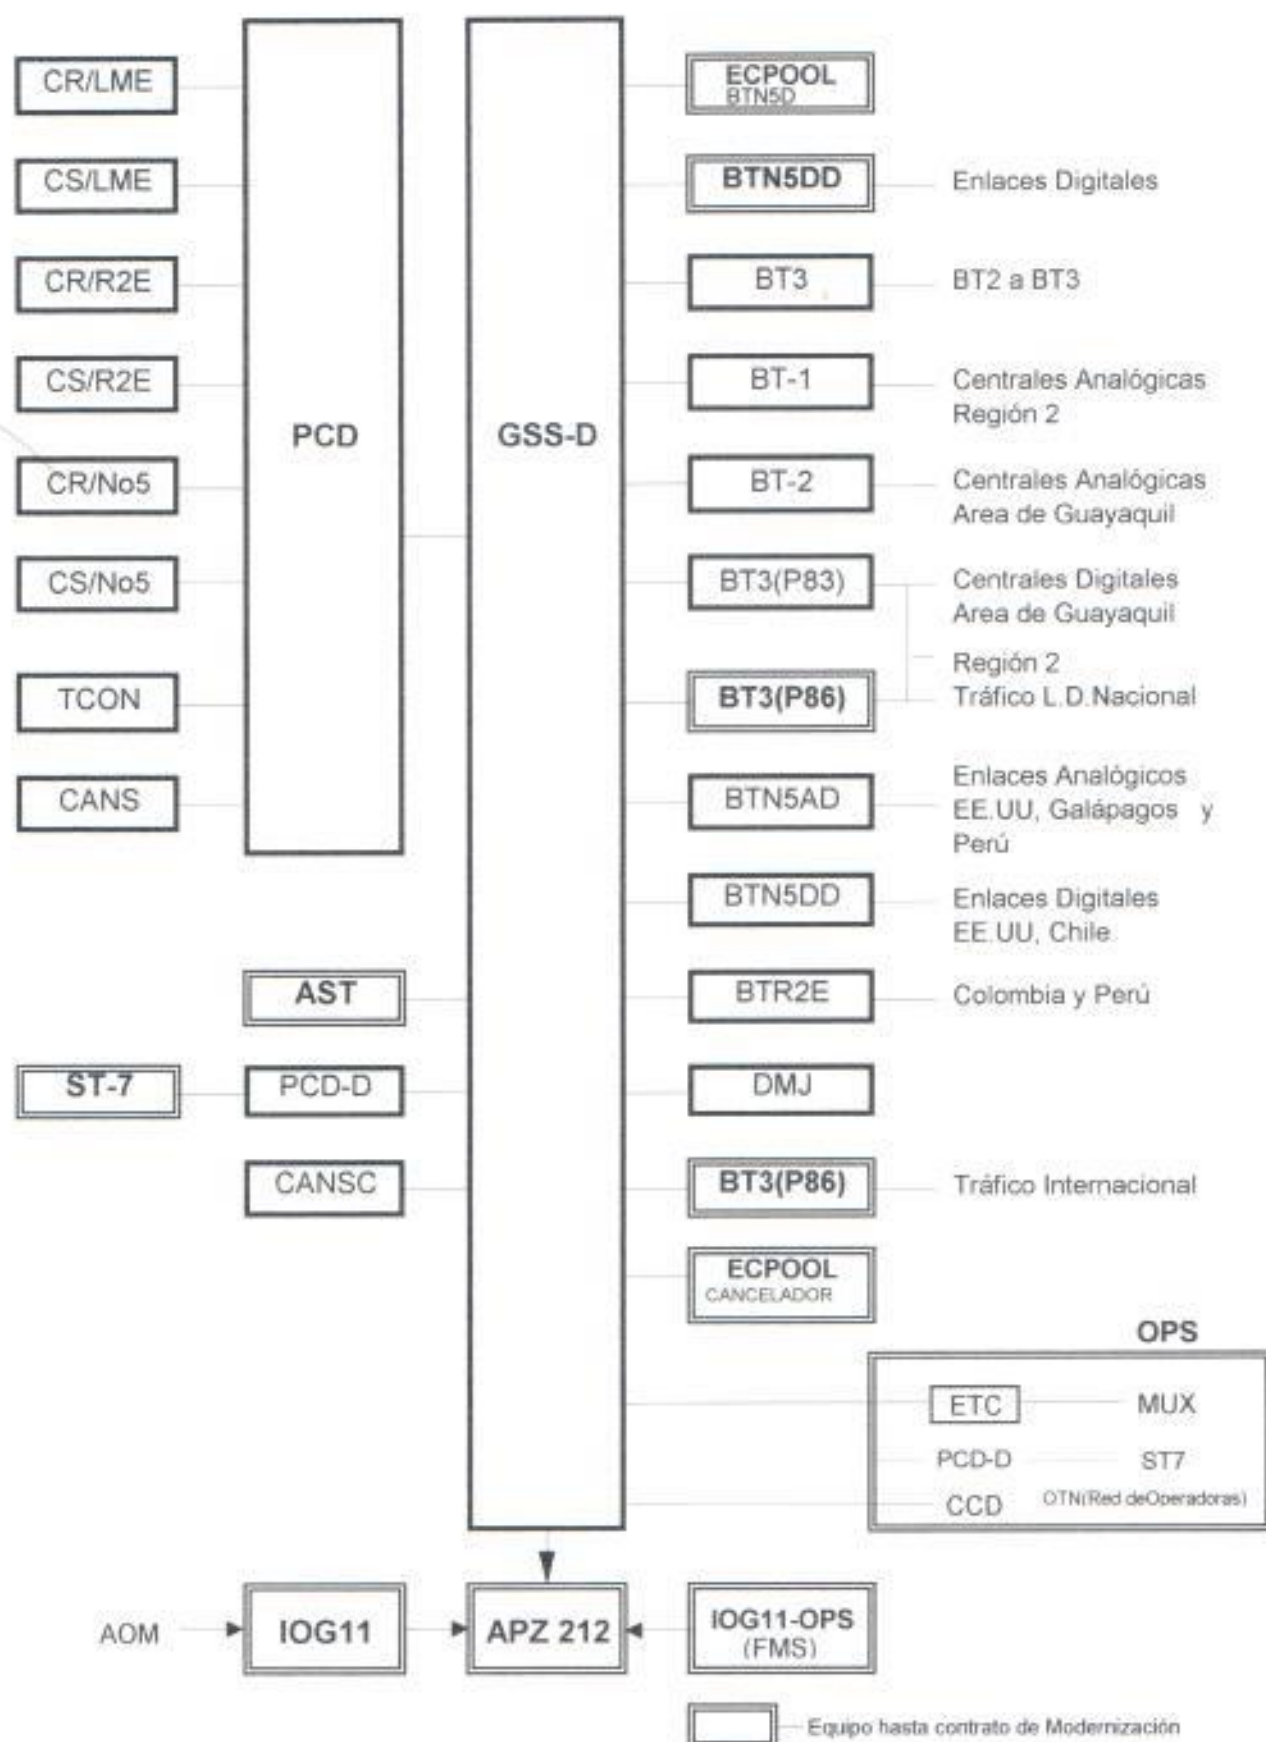 CR/LME
CS/LME
CR/R2E
CS/R2E
CR/No5
CS/No5
TCON
CANS
PCD
AST
ST-7
PCD-D
CANSC
GSS-D
ECPOOL
BTN5D
BTN5DD
Enlaces Digitales
BT3
BT2 a BT3
BT-1
Centrales Analógicas
Región 2
BT-2
Centrales Analógicas
Area de Guayaquil
BT3(P83)
Centrales Digitales
Area de Guayaquil
Región 2
BT3(P86)
Tráfico L.D.Nacional
BTN5AD
Enlaces Analógicos
EE.UU, Galápagos y
Perú
BTN5DD
Enlaces Digitales
EE.UU, Chile
BTR2E
Colombia y Perú
DMJ
BT3(P86)
Tráfico Internacional
ECPOOL
CANCELADOR
OPS
ETC MUX
PCD-D ST7
CCD OTN(Red deOperadoras)
AOM
IOG11
APZ 212
IOG11-OPS
(FMS)
Equipo hasta contrato de Modernización